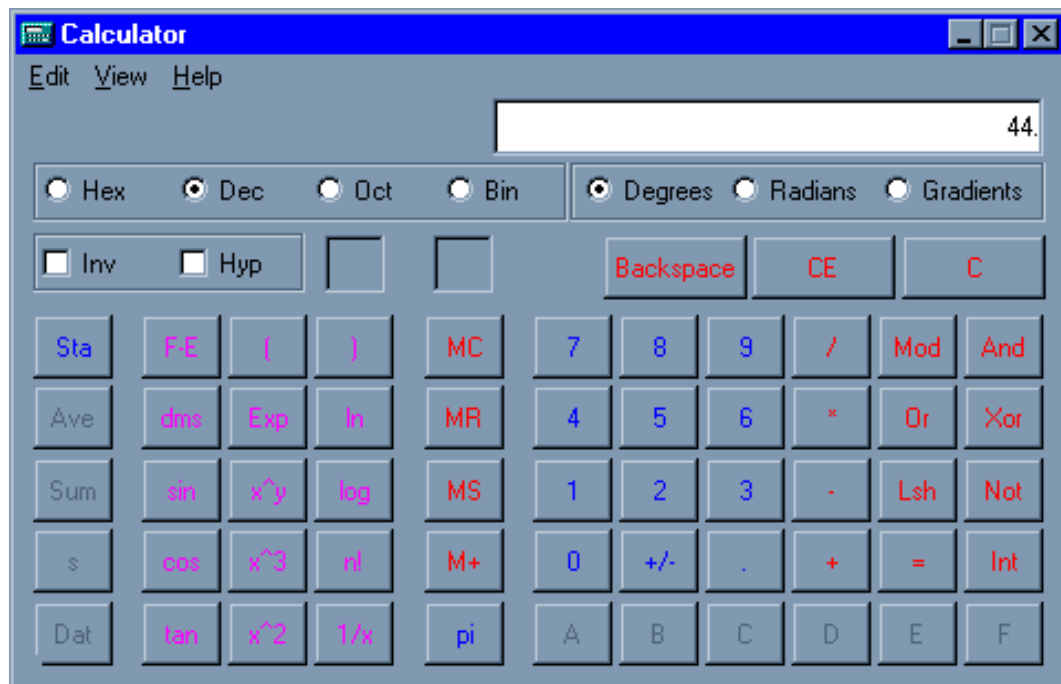 Calculator
Edit View Help
44.
Hex Dec Oct Bin Degrees Radians Gradients
Inv Hyp Backspace CE C
Sta F-E ( ) MC 7 8 9 / Mod And
Ave dms Exp ln MR 4 5 6 * Or Xor
Sum sin x^y log MS 1 2 3 - Lsh Not
s cos x^3 n! M+ 0 +/- . + = Int
Dat tan x^2 1/x pi A B C D E F